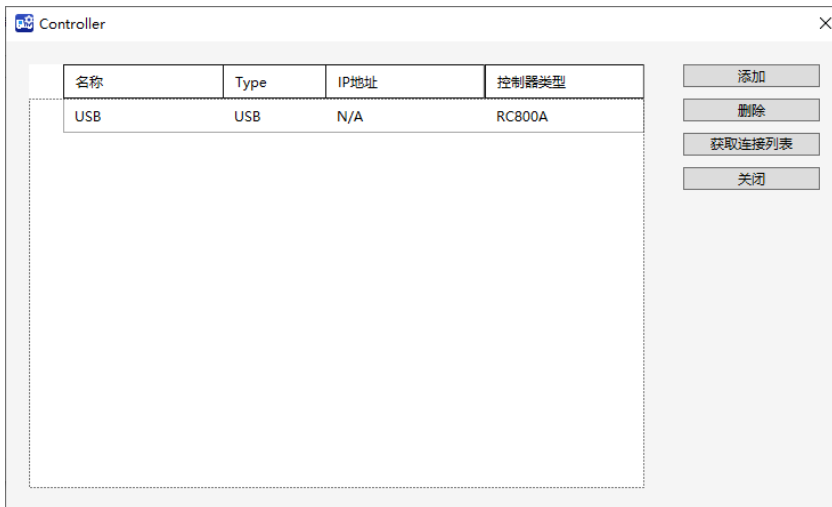 Controller
名称 Type IP地址 控制器类型
USB USB N/A RC800A
添加
删除
获取连接列表
关闭